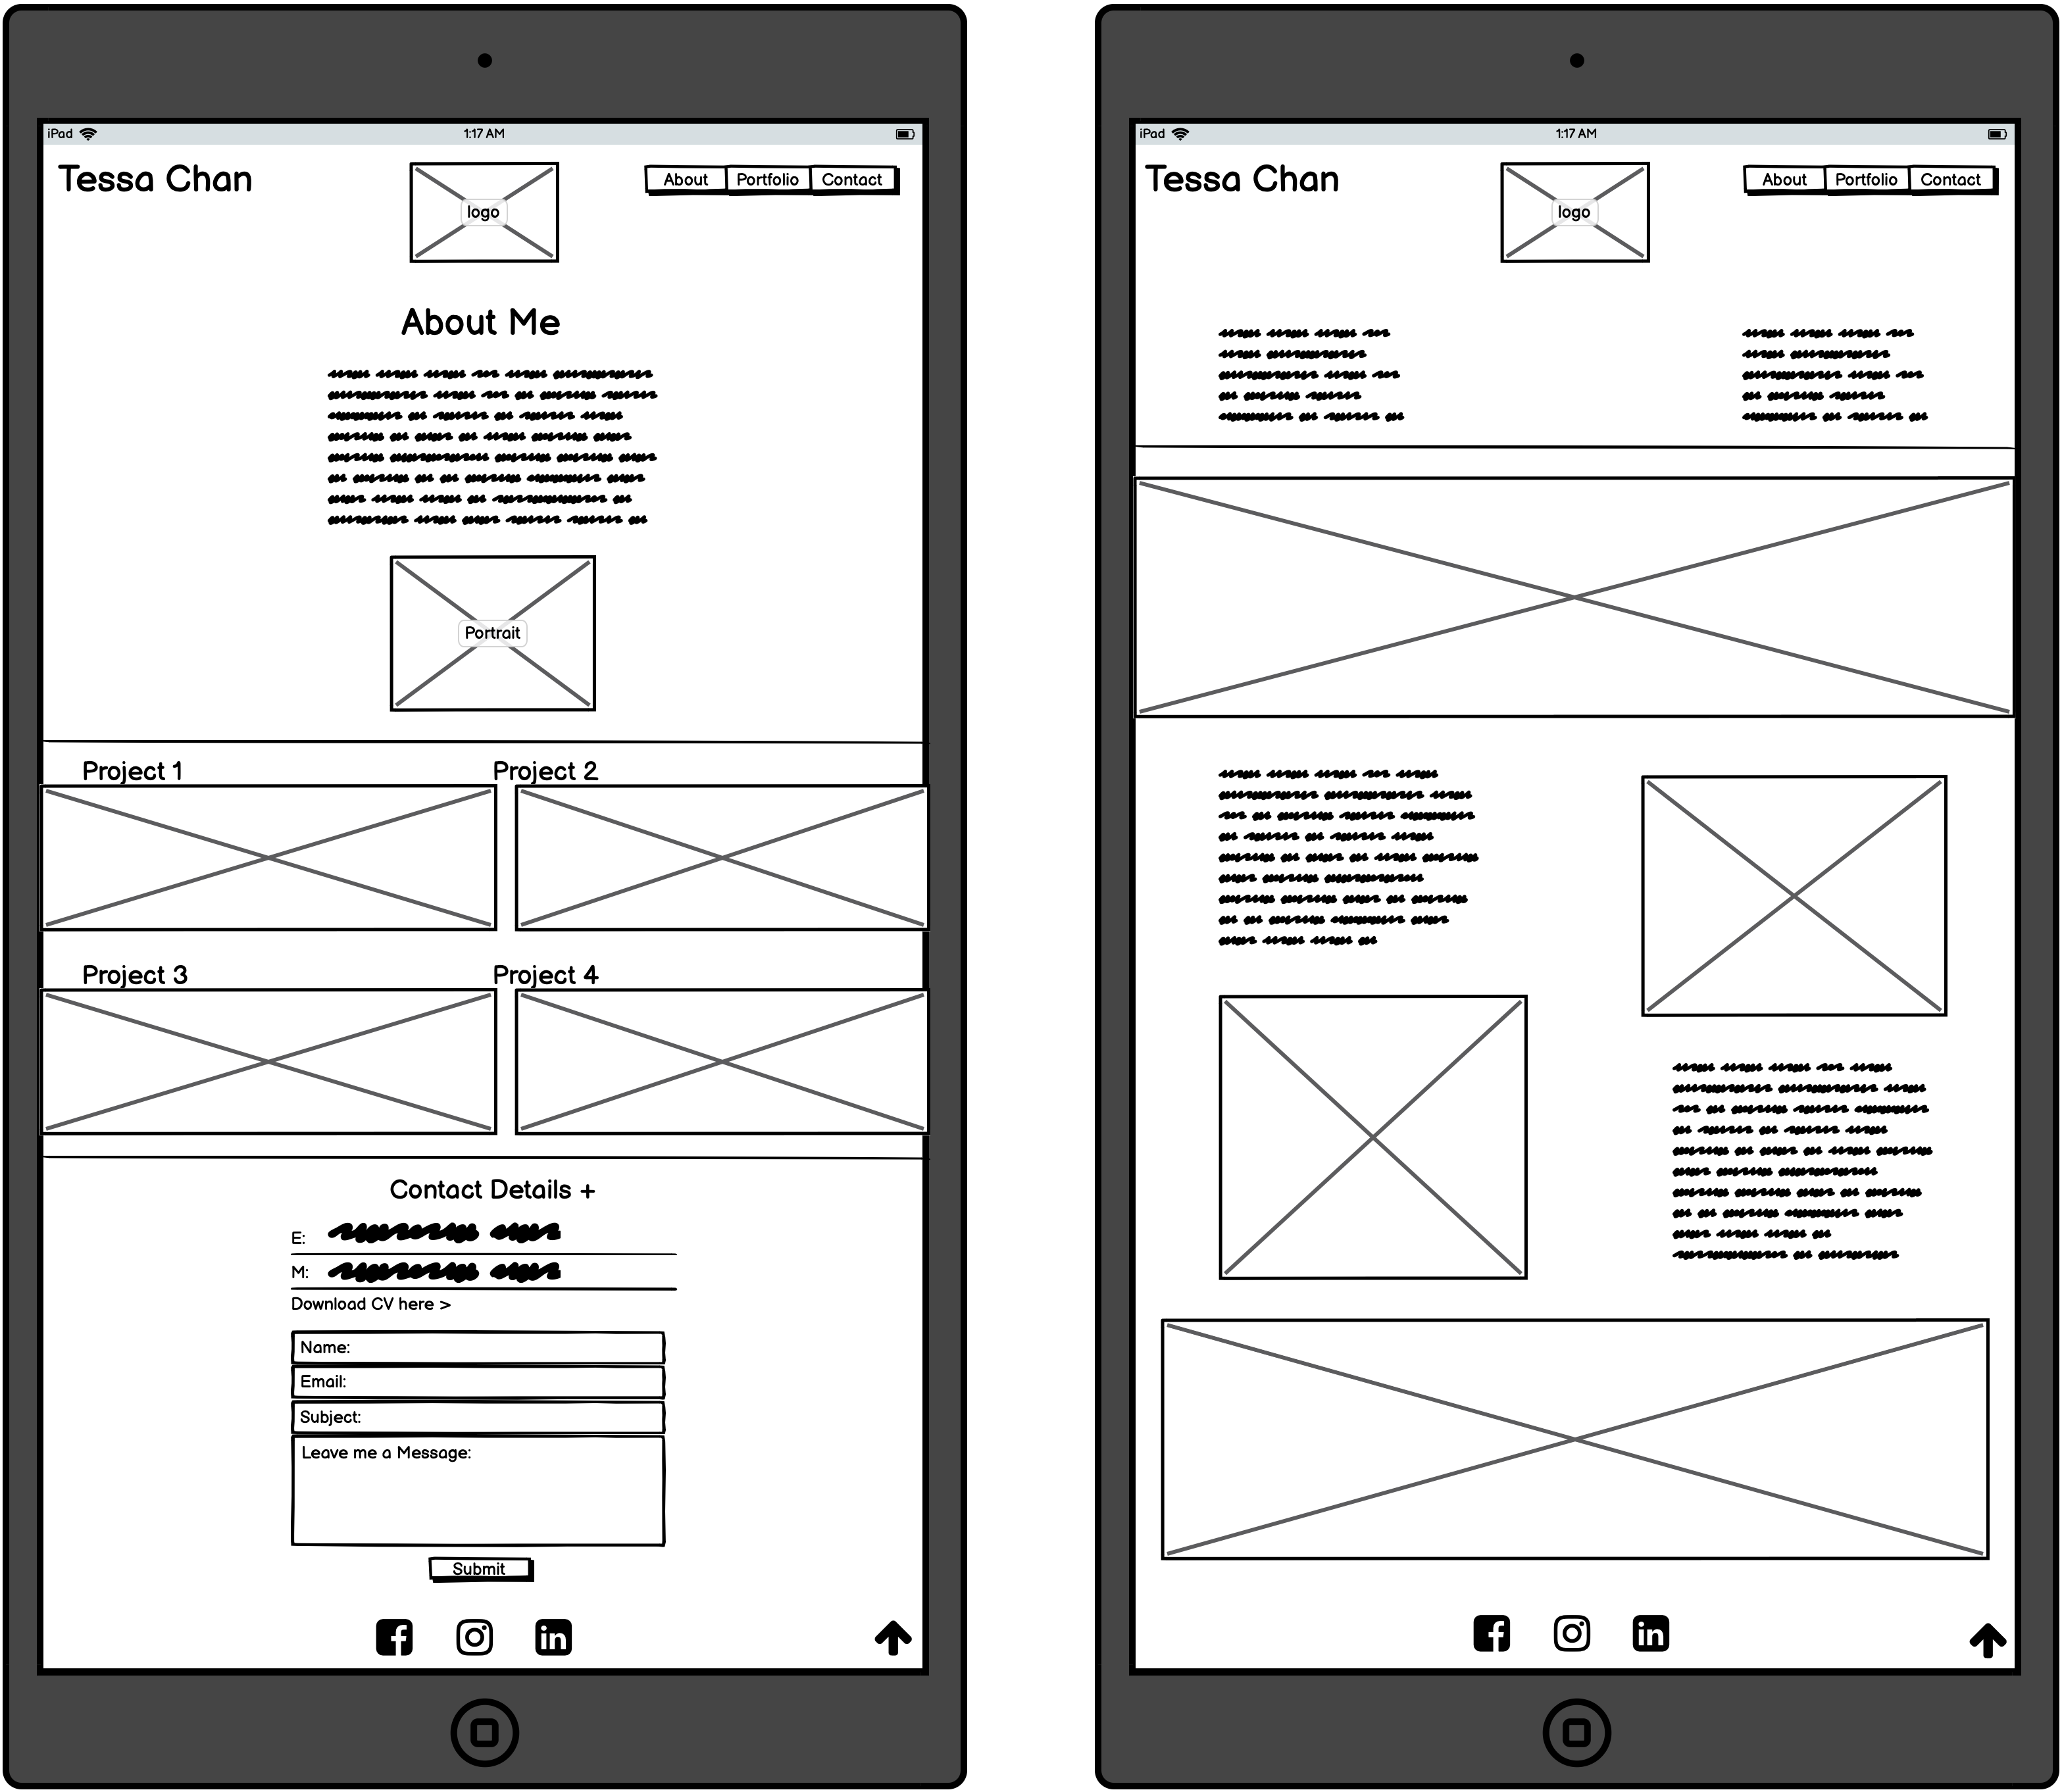 iPad 1:17 AM
Tessa Chan
logo
About Portfolio Contact
About Me
Portrait
Project 1 Project 2
Project 3 Project 4
Contact Details +
E:
M:
Download CV here >
Name:
Email:
Subject:
Leave me a Message:
Submit
iPad 1:17 AM
Tessa Chan
logo
About Portfolio Contact